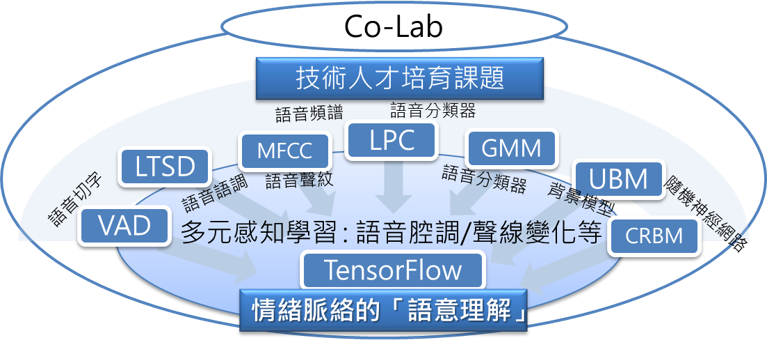 Co-Lab
技術人才培育課題
語音頻譜
語音分類器
LPC
MFCC
GMM
LTSD
語音聲紋
語音分類器
UBM
語音切字
語音語調
背景模型
隨機神經網路
VAD
多元感知學習：語音腔調/聲線變化等
CRBM
TensorFlow
情緒脈絡的「語意理解」